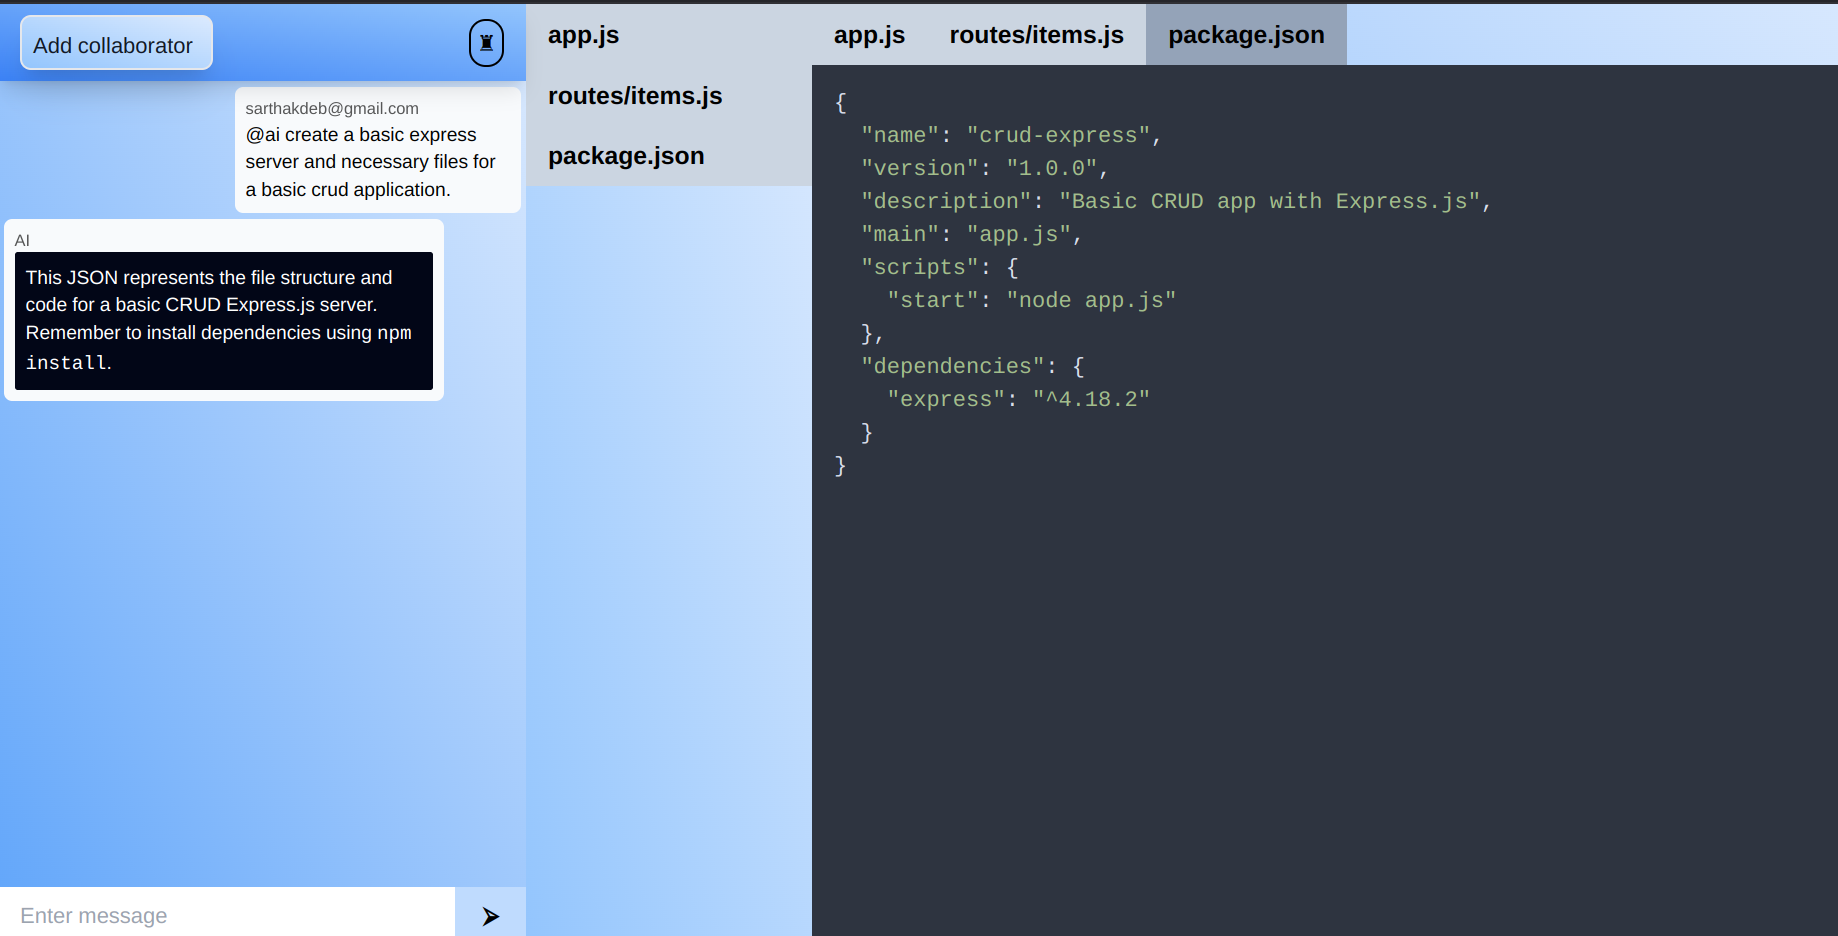 Add collaborator
sarthakdeb@gmail.com
@ai create a basic express
server and necessary files for
a basic crud application.
AI
This JSON represents the file structure and
code for a basic CRUD Express.js server.
Remember to install dependencies using npm
install.
Enter message
app.js
routes/items.js
package.json
app.js routes/items.js package.json
{
  "name": "crud-express",
  "version": "1.0.0",
  "description": "Basic CRUD app with Express.js",
  "main": "app.js",
  "scripts": {
    "start": "node app.js"
  },
  "dependencies": {
    "express": "^4.18.2"
  }
}